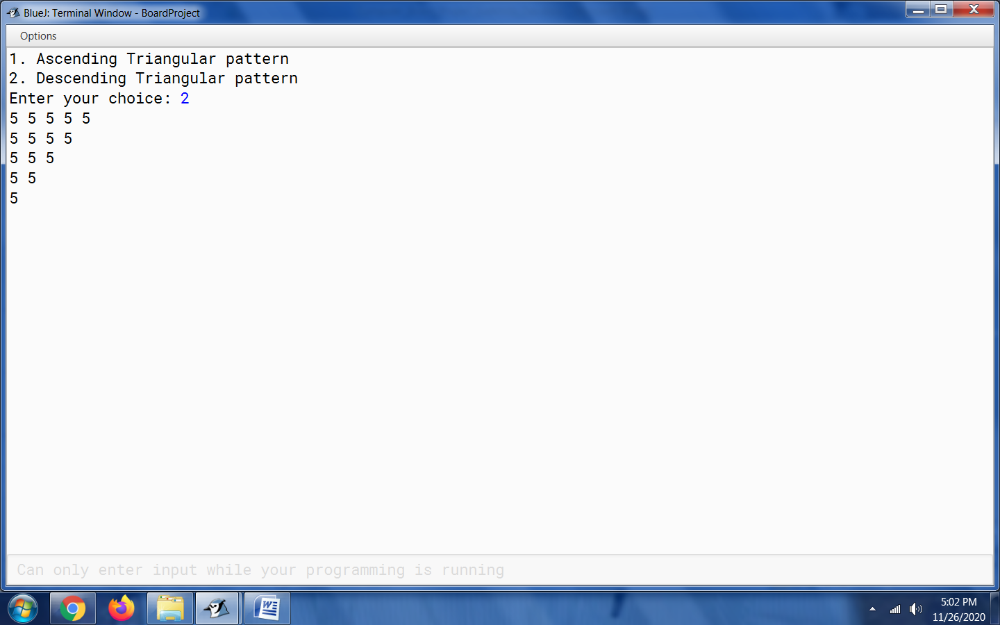 BlueJ: Terminal Window - BoardProject
Options
1. Ascending Triangular pattern
2. Descending Triangular pattern
Enter your choice: 2
5 5 5 5 5
5 5 5 5
5 5 5
5 5
5
Can only enter input while your programming is running
5:02 PM
11/26/2020